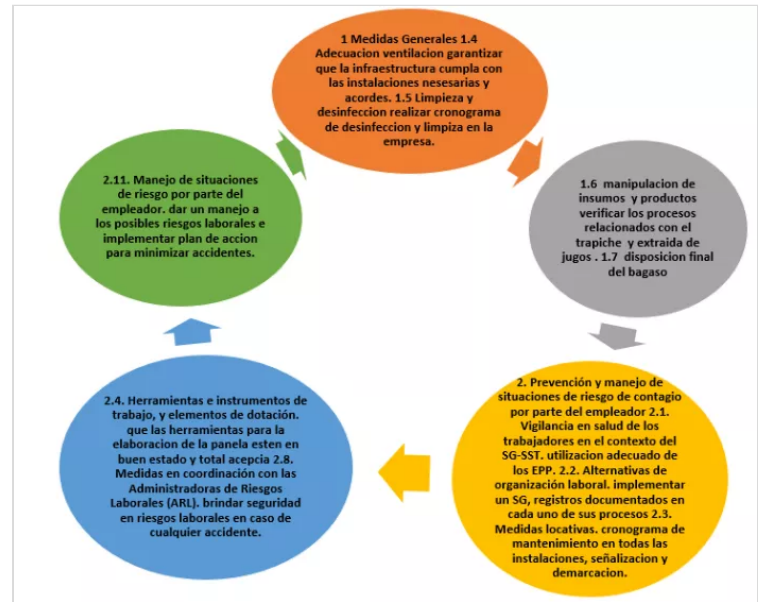 1 Medidas Generales 1.4
Adecuacion ventilacion garantizar
que la infraestructura cumpla con
las instalaciones nesesarias y
acordes. 1.5 Limpieza y
desinfeccion realizar cronograma
de desinfeccion y limpiza en la
empresa.
1.6 manipulacion de
insumos y productos
verificar los procesos
relacionados con el
trapiche y extraida de
jugos . 1.7 disposicion final
del bagaso
2. Prevención y manejo de
situaciones de riesgo de contagio
por parte del empleador 2.1.
Vigilancia en salud de los
trabajadores en el contexto del
SG-SST. utilizacion adecuado de
los EPP. 2.2. Alternativas de
organización laboral. implementar
un SG, registros documentados en
cada uno de sus procesos 2.3.
Medidas locativas. cronograma de
mantenimiento en todas las
instalaciones, señalizacion y
demarcacion.
2.4. Herramientas e instrumentos de
trabajo, y elementos de dotación.
que las herramientas para la
elaboracion de la panela esten en
buen estado y total acepcia 2.8.
Medidas en coordinación con las
Administradoras de Riesgos
Laborales (ARL). brindar seguridad
en riesgos laborales en caso de
cualquier accidente.
2.11. Manejo de situaciones
de riesgo por parte del
empleador. dar un manejo a
los posibles riesgos laborales e
implementar plan de accion
para minimizar accidentes.